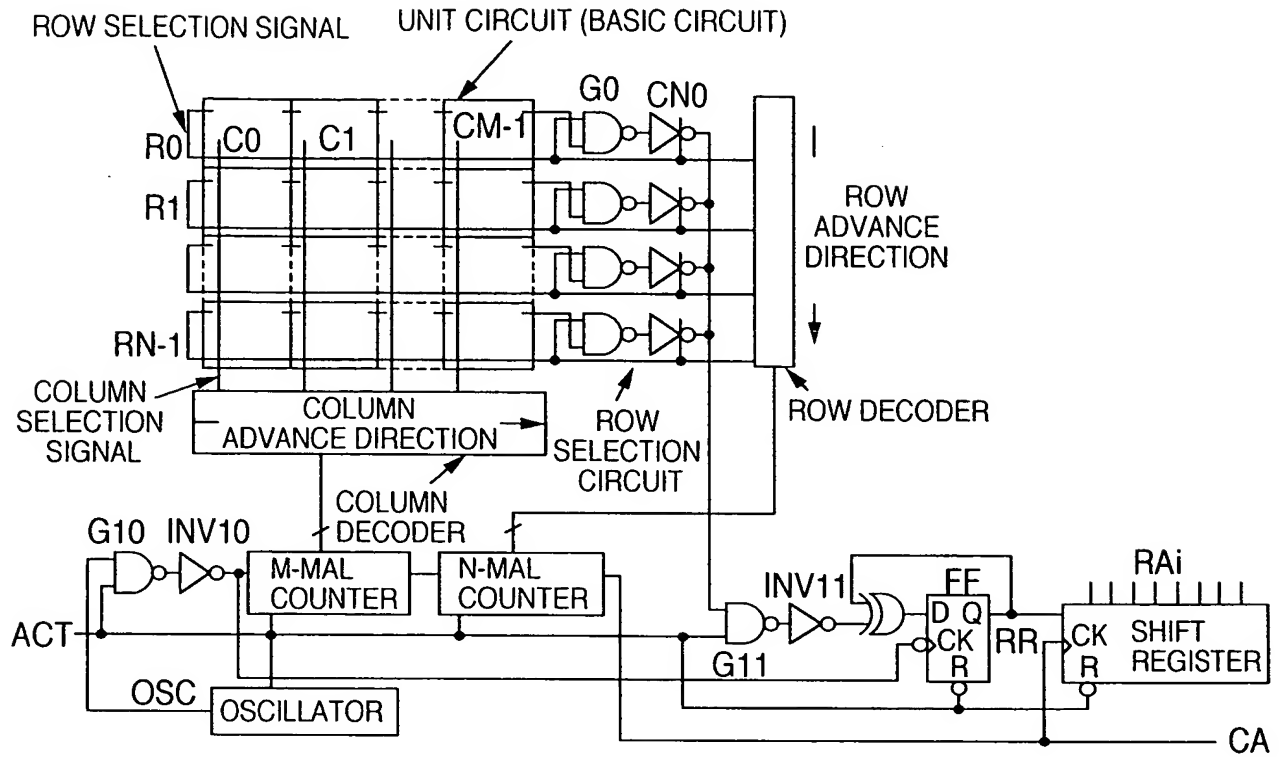 ROW SELECTION SIGNAL
UNIT CIRCUIT (BASIC CIRCUIT)
G0
CN0
R0
C0
C1
CM-1
R1
RN-1
ROW
ADVANCE
DIRECTION
COLUMN
SELECTION
SIGNAL
COLUMN
ADVANCE DIRECTION
ROW
SELECTION
CIRCUIT
ROW DECODER
COLUMN
DECODER
G10
INV10
M-MAL
COUNTER
N-MAL
COUNTER
INV11
FF
RAi
D Q
CK
R
RR
CK
R
SHIFT
REGISTER
ACT
G11
OSC
OSCILLATOR
CA